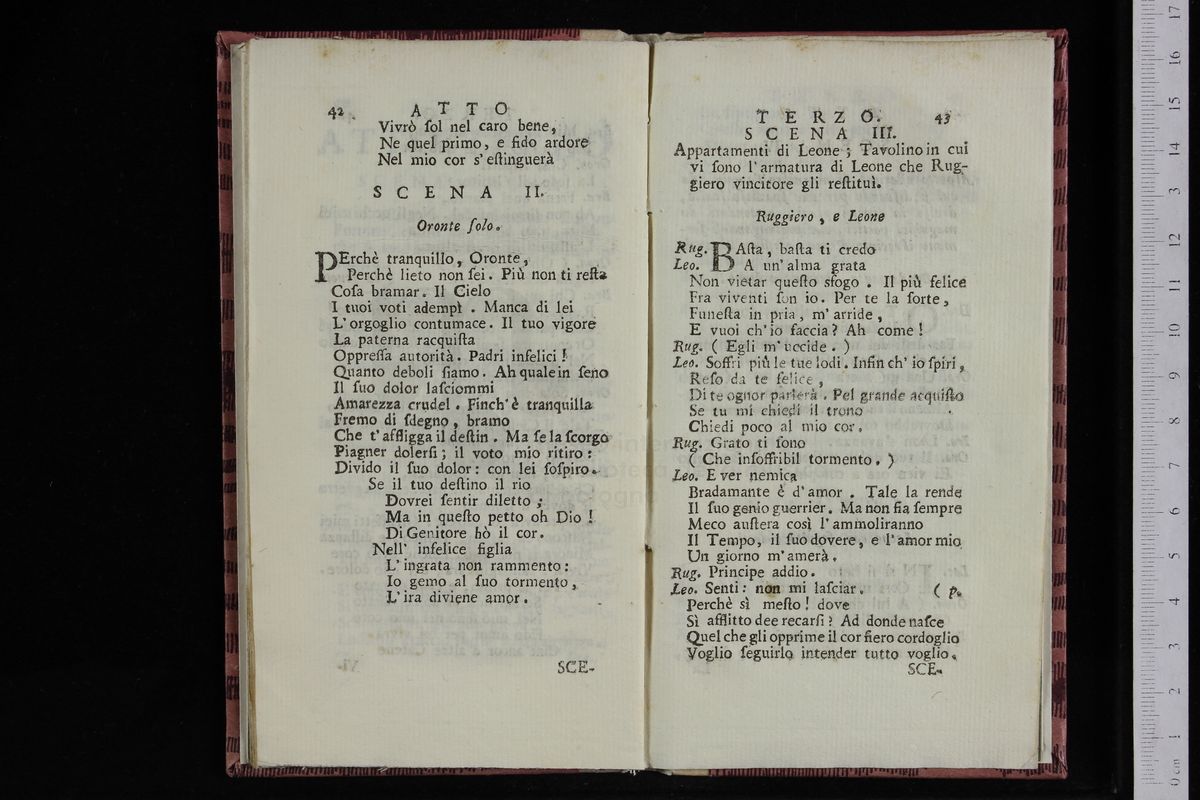 42 ATTO
Vivrò ſol nel caro bene,
Ne quel primo, e fido ardore
Nel mio cor s' eſtinguerà
SCENA II.
Oronte ſolo.
PErchè tranquillo, Oronte,
Perchè lieto non ſei. Più non ti reſta
Coſa bramar. Il Cielo
I tuoi voti adempì. Manca di lei
L' orgoglio contumace. Il tuo vigore
La paterna racquiſta
Oppreſſa autorità. Padri infelici!
Quanto deboli ſiamo. Ah quale in ſeno
Il ſuo dolor laſciommi
Amarezza crudel. Finch' è tranquilla
Fremo di ſdegno, bramo
Che t' affligga il deſtin. Ma ſe la ſcorgo
Piagner dolerſi; il voto mio ritiro:
Divido il ſuo dolor: con lei ſoſpiro.
Se il tuo deſtino il rio
Dovrei ſentir diletto;
Ma in queſto petto oh Dio!
Di Genitore hò il cor.
Nell' infelice figlia
L' ingrata non rammento:
Io gemo al ſuo tormento,
L' ira diviene amor.
SCE-
TERZO. 43
SCENA III.
Appartamenti di Leone; Tavolino in cui
vi ſono l' armatura di Leone che Rug-
giero vincitore gli reſtituì.
Ruggiero, e Leone
Rug. BAſta, baſta ti credo
Leo. A un' alma grata
Non vietar queſto sfogo. Il più felice
Fra viventi ſon io. Per te la ſorte,
Funeſta in pria, m' arride,
E vuoi ch' io faccia? Ah come!
Rug. ( Egli m' uccide. )
Leo. Soffri più le tue lodi. Infin ch' io ſpiri,
Reſo da te felice,
Di te ognor parlerà. Pel grande acquiſto
Se tu mi chiedi il trono
Chiedi poco al mio cor.
Rug. Grato ti ſono
( Che inſoffribil tormento. )
Leo. E ver nemica
Bradamante è d' amor. Tale la rende
Il ſuo genio guerrier. Ma non fia ſempre
Meco auſtera così l' ammoliranno
Il Tempo, il ſuo dovere, e l' amor mio
Un giorno m' amerà.
Rug. Principe addio.
Leo. Senti: non mi laſciar. ( p.
Perchè sì meſto! dove
Sì afflitto dee recarſi? Ad donde naſce
Quel che gli opprime il cor fiero cordoglio
Voglio ſeguirlo intender tutto voglio.
SCE-